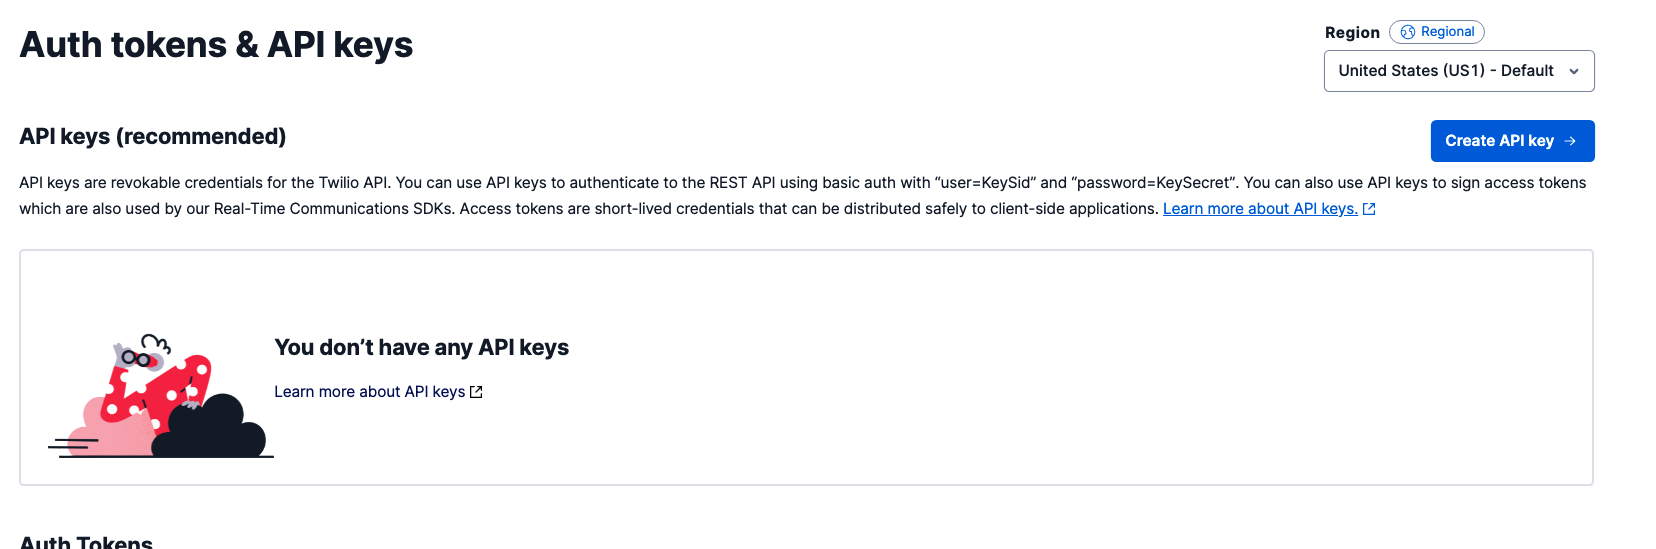 Auth tokens & API keys
Region Regional
United States (US1) - Default
API keys (recommended)
Create API key →
API keys are revokable credentials for the Twilio API. You can use API keys to authenticate to the REST API using basic auth with “user=KeySid” and “password=KeySecret”. You can also use API keys to sign access tokens
which are also used by our Real-Time Communications SDKs. Access tokens are short-lived credentials that can be distributed safely to client-side applications. Learn more about API keys.
You don’t have any API keys
Learn more about API keys
Auth Tokens